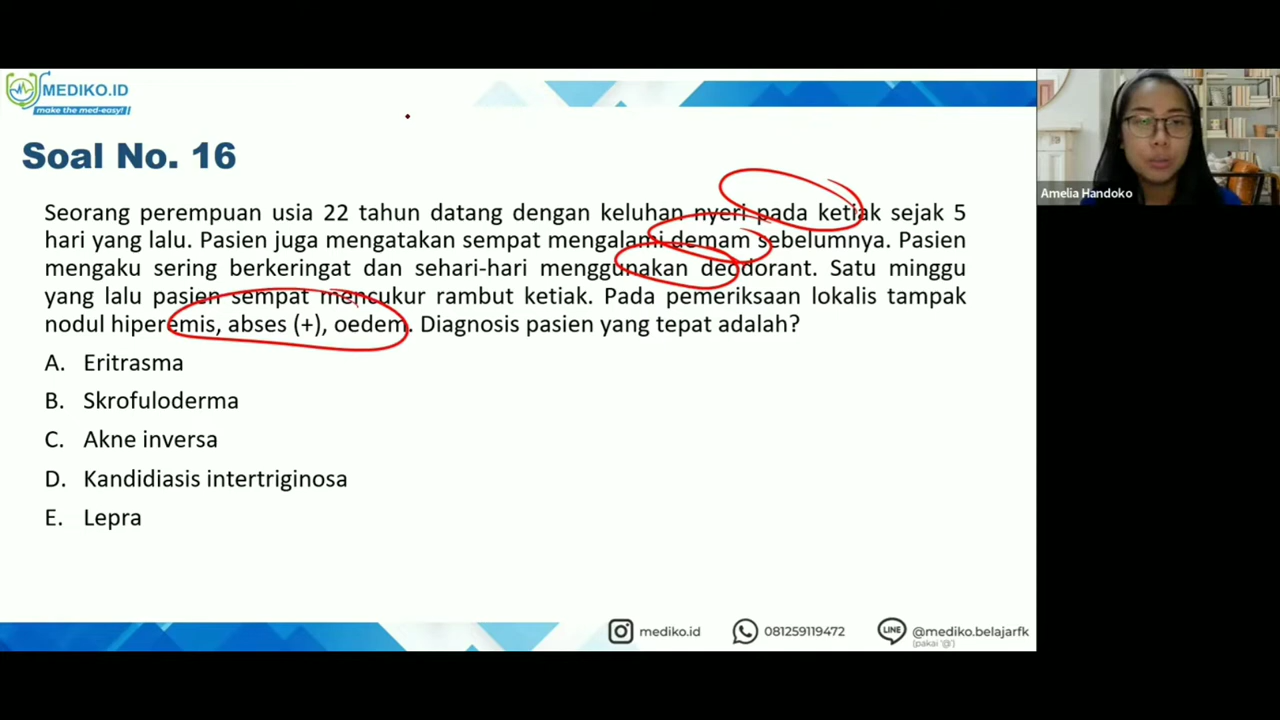 MEDIKO.ID
make the med-easy!
Soal No. 16
Seorang perempuan usia 22 tahun datang dengan keluhan nyeri pada ketiak sejak 5
hari yang lalu. Pasien juga mengatakan sempat mengalami demam sebelumnya. Pasien
mengaku sering berkeringat dan sehari-hari menggunakan deodorant. Satu minggu
yang lalu pasien sempat mencukur rambut ketiak. Pada pemeriksaan lokalis tampak
nodul hiperemis, abses (+), oedem. Diagnosis pasien yang tepat adalah?
A. Eritrasma
B. Skrofuloderma
C. Akne inversa
D. Kandidiasis intertriginosa
E. Lepra
Amelia Handoko
mediko.id
081259119472
LINE
@mediko.belajarfk
(pakai '@')